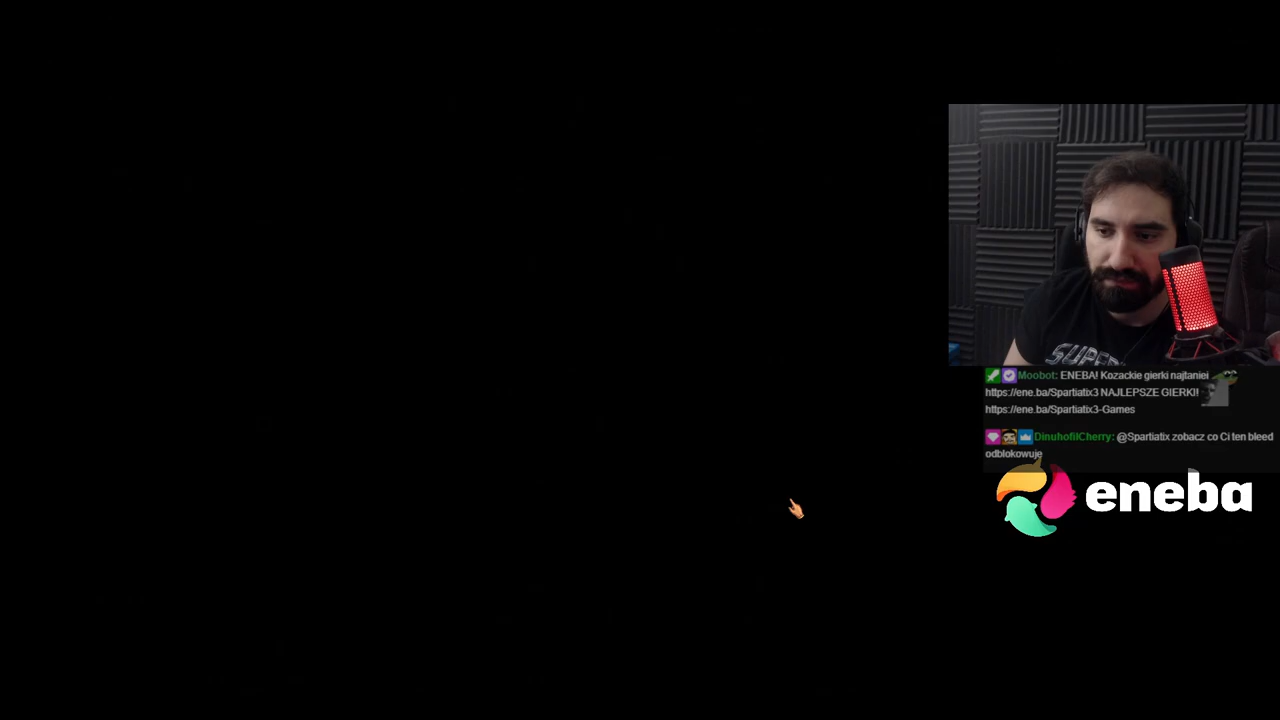 SUPER
Moobot: ENEBA! Kozackie gierki najtaniej
https://ene.ba/Spartiatix3 NAJLEPSZE GIERKI!
https://ene.ba/Spartiatix3-Games
DinuhofilCherry: @Spartiatix zobacz co Ci ten bleed
odblokowuje
eneba